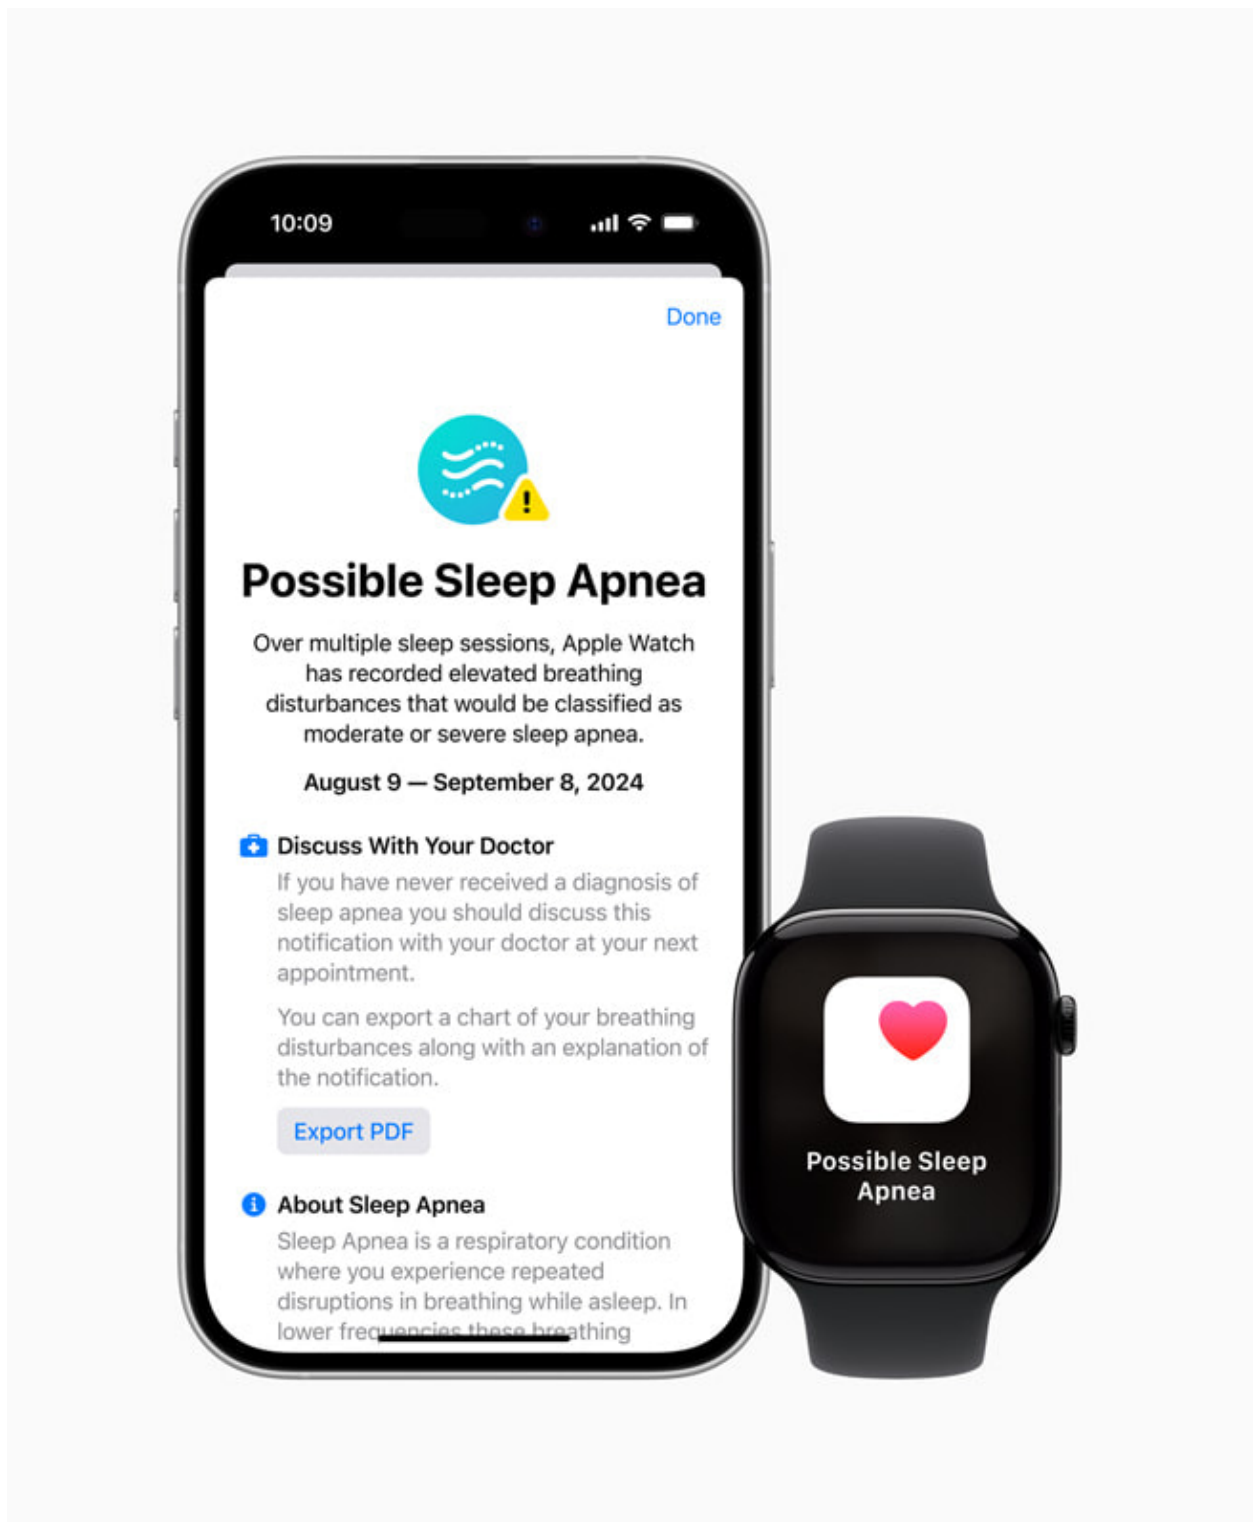 10:09
Done
Possible Sleep Apnea
Over multiple sleep sessions, Apple Watch
has recorded elevated breathing
disturbances that would be classified as
moderate or severe sleep apnea.
August 9 — September 8, 2024
Discuss With Your Doctor
If you have never received a diagnosis of
sleep apnea you should discuss this
notification with your doctor at your next
appointment.
You can export a chart of your breathing
disturbances along with an explanation of
the notification.
Export PDF
About Sleep Apnea
Sleep Apnea is a respiratory condition
where you experience repeated
disruptions in breathing while asleep. In
lower frequencies these breathing
Possible Sleep
Apnea